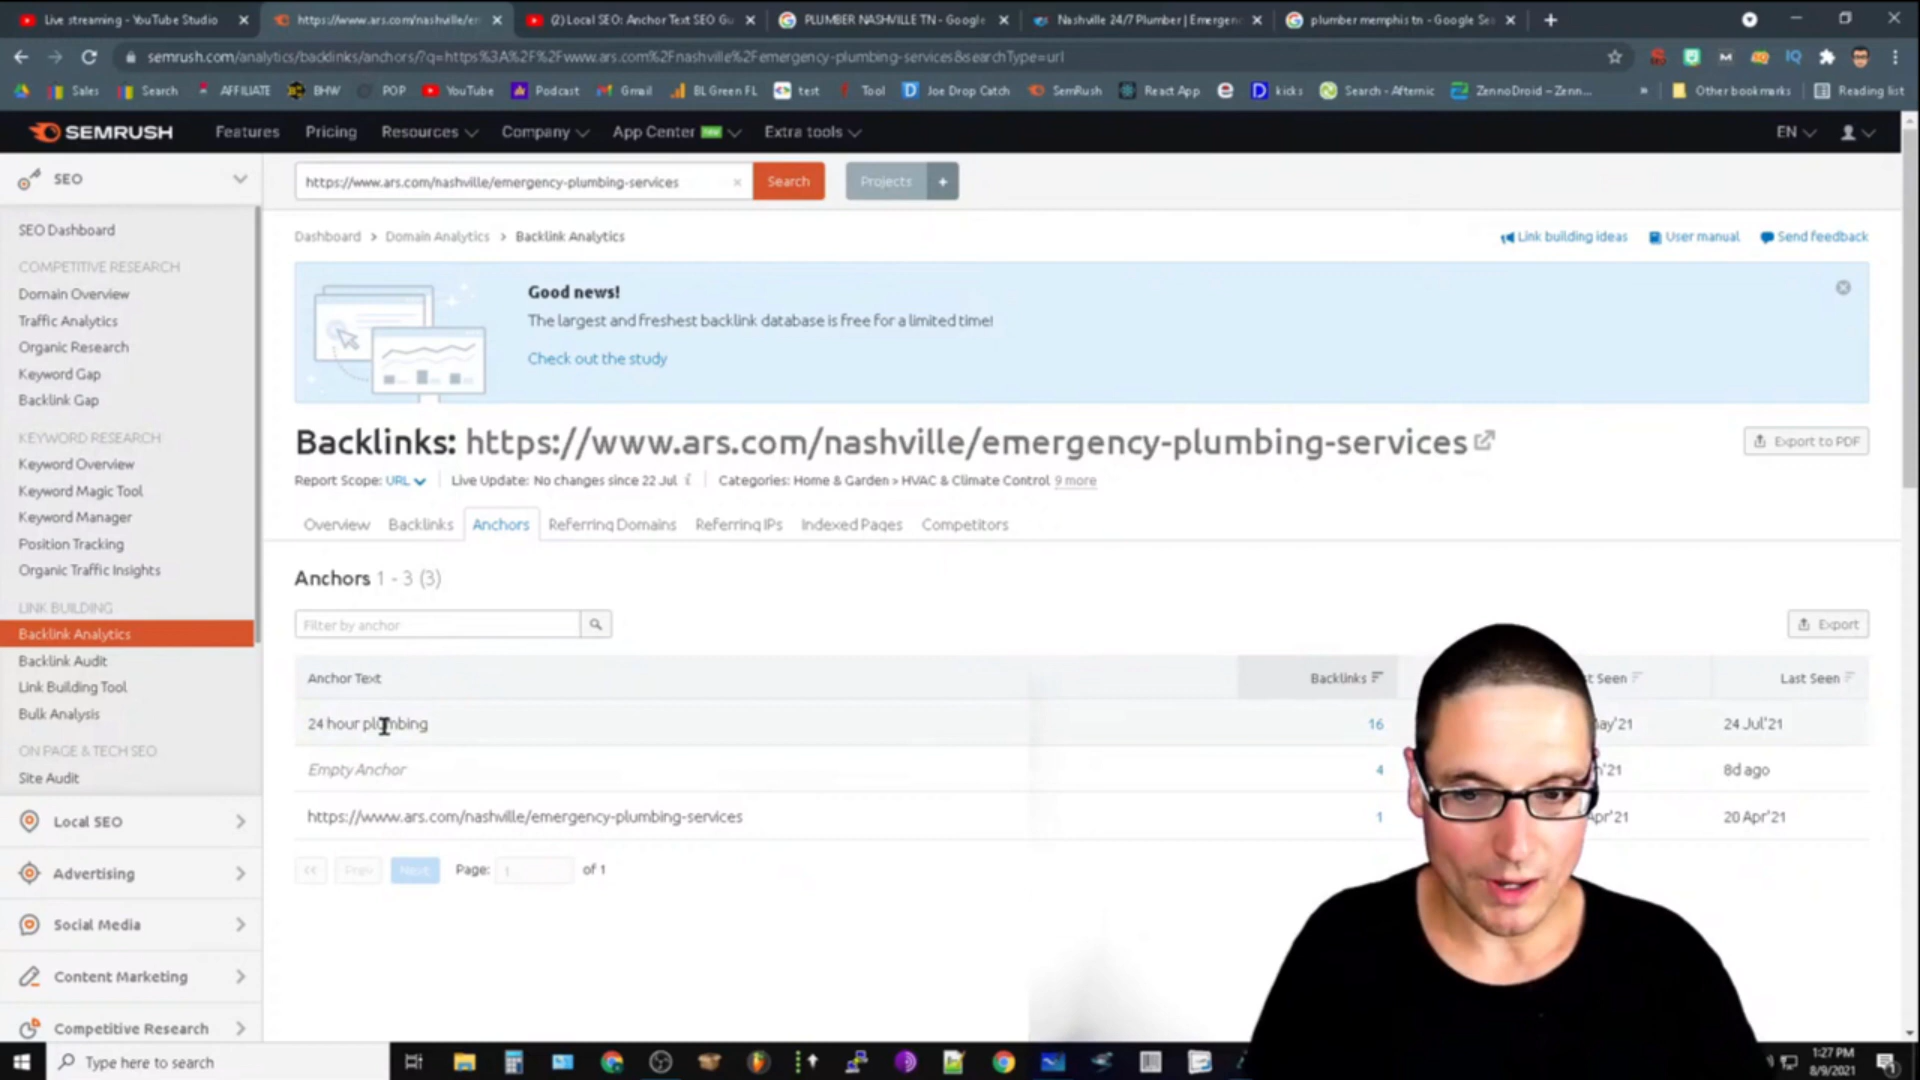 Live streaming - YouTube Studio
https://www.ars.com/nashville/en
(2) Local SEO: Anchor Text SEO Gu
PLUMBER NASHVILLE TN - Google
Nashville 24/7 Plumber | Emergenc
plumber memphis tn - Google Sea
semrush.com/analytics/backlinks/anchors/?q=https%3A%2F%2Fwww.ars.com%2Fnashville%2Femergency-plumbing-services&searchType=url
Sales
Search
AFFILIATE
BHW
POP
YouTube
Podcast
Gmail
BL Green FL
test
Tool
Joe Drop Catch
SemRush
React App
kicks
Search - Afternic
ZennoDroid – Zenn...
Other bookmarks
Reading list
SEMRUSH
Features
Pricing
Resources
Company
App Center new
Extra tools
EN
SEO
https://www.ars.com/nashville/emergency-plumbing-services
Search
Projects
+
SEO Dashboard
COMPETITIVE RESEARCH
Domain Overview
Traffic Analytics
Organic Research
Keyword Gap
Backlink Gap
KEYWORD RESEARCH
Keyword Overview
Keyword Magic Tool
Keyword Manager
Position Tracking
Organic Traffic Insights
LINK BUILDING
Backlink Analytics
Backlink Audit
Link Building Tool
Bulk Analysis
ON PAGE & TECH SEO
Site Audit
Local SEO
Advertising
Social Media
Content Marketing
Competitive Research
Dashboard > Domain Analytics > Backlink Analytics
Link building ideas
User manual
Send feedback
Good news!
The largest and freshest backlink database is free for a limited time!
Check out the study
Backlinks: https://www.ars.com/nashville/emergency-plumbing-services
Export to PDF
Report Scope: URL
Live Update: No changes since 22 Jul
Categories: Home & Garden > HVAC & Climate Control 9 more
Overview
Backlinks
Anchors
Referring Domains
Referring IPs
Indexed Pages
Competitors
Anchors 1 - 3 (3)
Filter by anchor
Export
Anchor Text
Backlinks
t Seen
Last Seen
24 hour plumbing
16
ay'21
24 Jul'21
Empty Anchor
4
'21
8d ago
https://www.ars.com/nashville/emergency-plumbing-services
1
Apr'21
20 Apr'21
Prev
Next
Page:
1
of 1
Type here to search
1:27 PM
8/9/2021